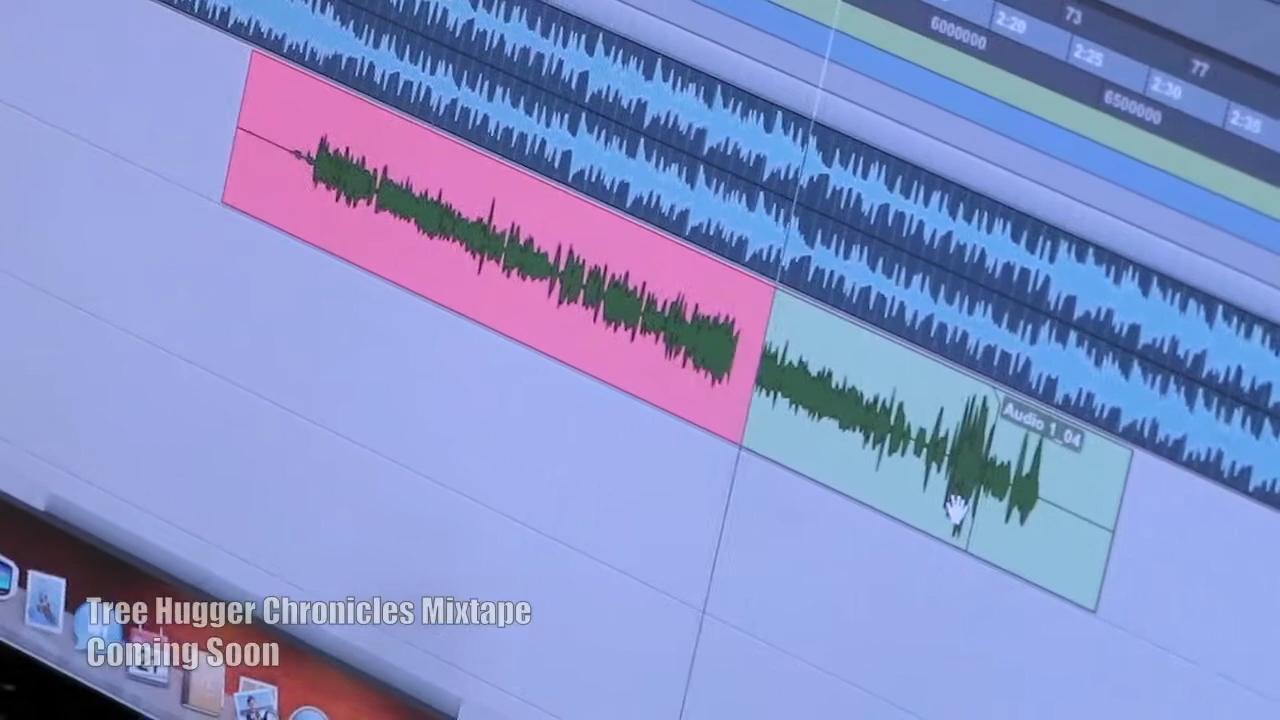 73
2:20
6000000
2:25
77
2:30
6500000
2:35
Audio 1_04
Tree Hugger Chronicles Mixtape
Coming Soon